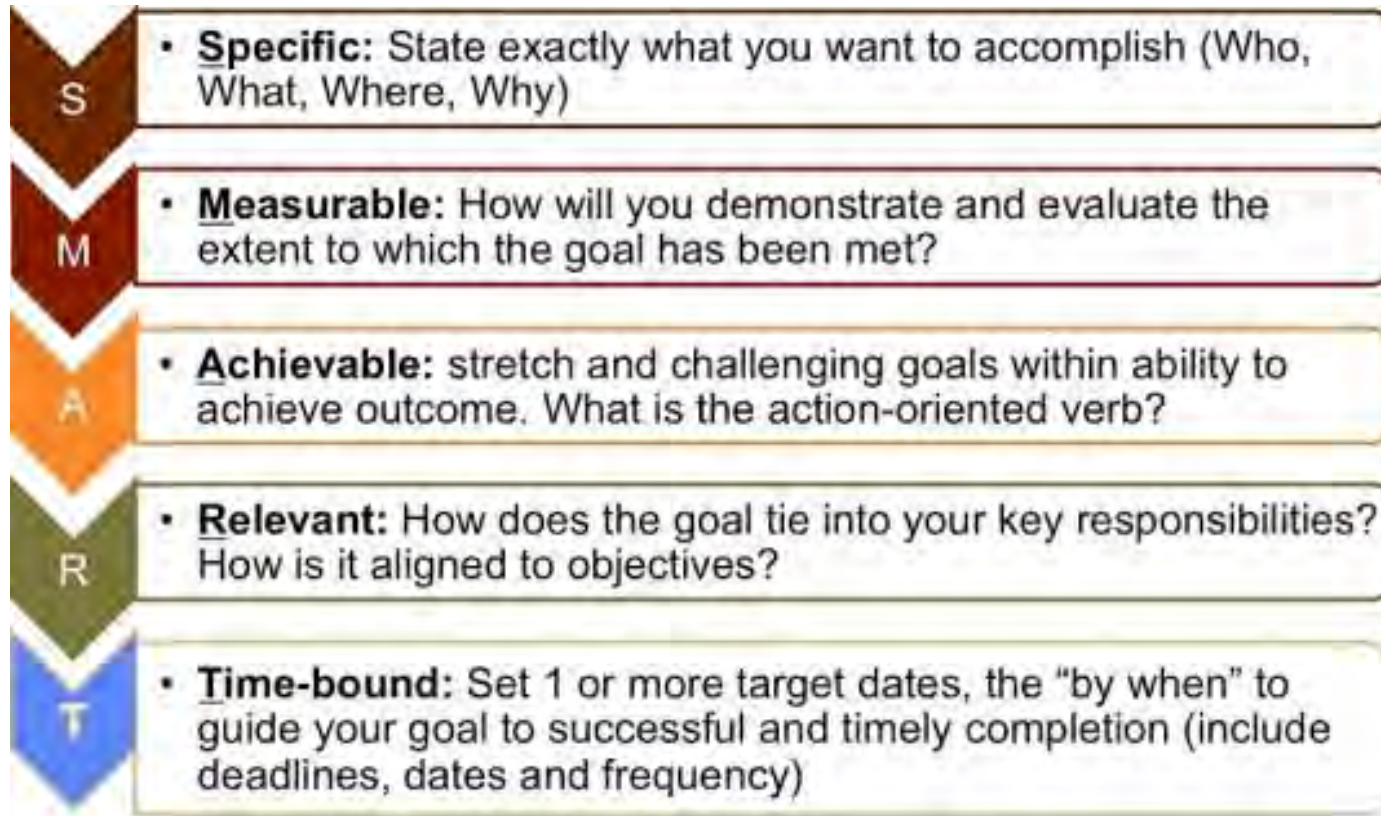 S
• Specific: State exactly what you want to accomplish (Who,
What, Where, Why)
M
• Measurable: How will you demonstrate and evaluate the
extent to which the goal has been met?
A
• Achievable: stretch and challenging goals within ability to
achieve outcome. What is the action-oriented verb?
R
• Relevant: How does the goal tie into your key responsibilities?
How is it aligned to objectives?
T
• Time-bound: Set 1 or more target dates, the “by when” to
guide your goal to successful and timely completion (include
deadlines, dates and frequency)